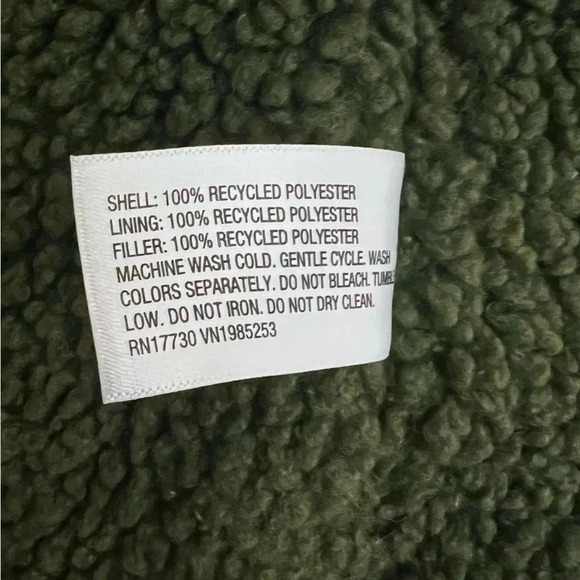 SHELL: 100% RECYCLED POLYESTER
LINING: 100% RECYCLED POLYESTER
FILLER: 100% RECYCLED POLYESTER
MACHINE WASH COLD. GENTLE CYCLE. WASH
COLORS SEPARATELY. DO NOT BLEACH. TUMBLE
LOW. DO NOT IRON. DO NOT DRY CLEAN.
RN17730 VN1985253